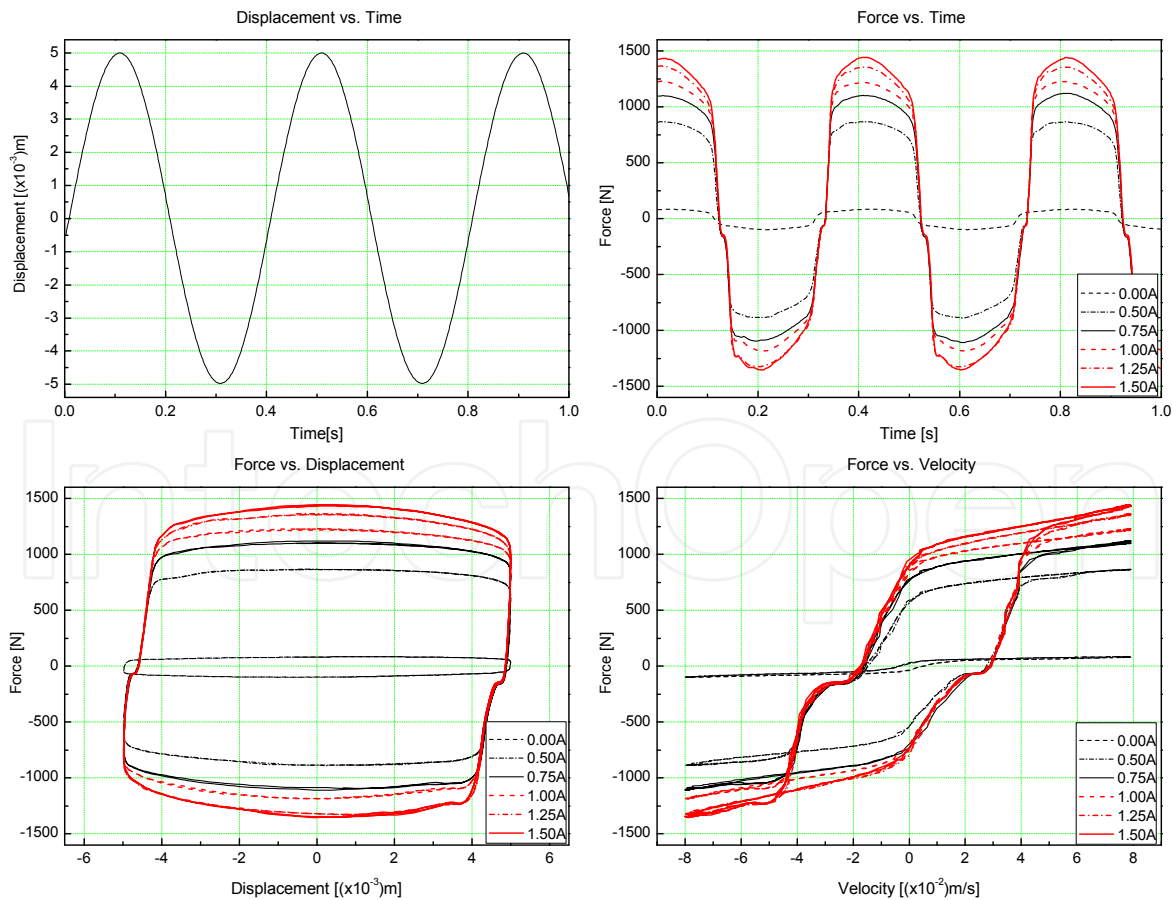 Displacement vs. Time
Displacement [(x10-3)m
5
4
3
2
1
0
-1
-2
-3
-4
-5
0.0 0.2 0.4 0.6 0.8 1.0
Time[s]
Force vs. Time
Force [N]
1500
1000
500
0
-500
-1000
-1500
0.00A
0.50A
0.75A
1.00A
1.25A
1.50A
0.0 0.2 0.4 0.6 0.8 1.0
Time [s]
IntechOpen
Force vs. Displacement
Force [N]
1500
1000
500
0
-500
-1000
-1500
0.00A
0.50A
0.75A
1.00A
1.25A
1.50A
-6 -4 -2 0 2 4 6
Displacement [(x10-3)m]
Force vs. Velocity
Force [N]
1500
1000
500
0
-500
-1000
-1500
0.00A
0.50A
0.75A
1.00A
1.25A
1.50A
-8 -6 -4 -2 0 2 4 6 8
Velocity [(x10-2)m/s]